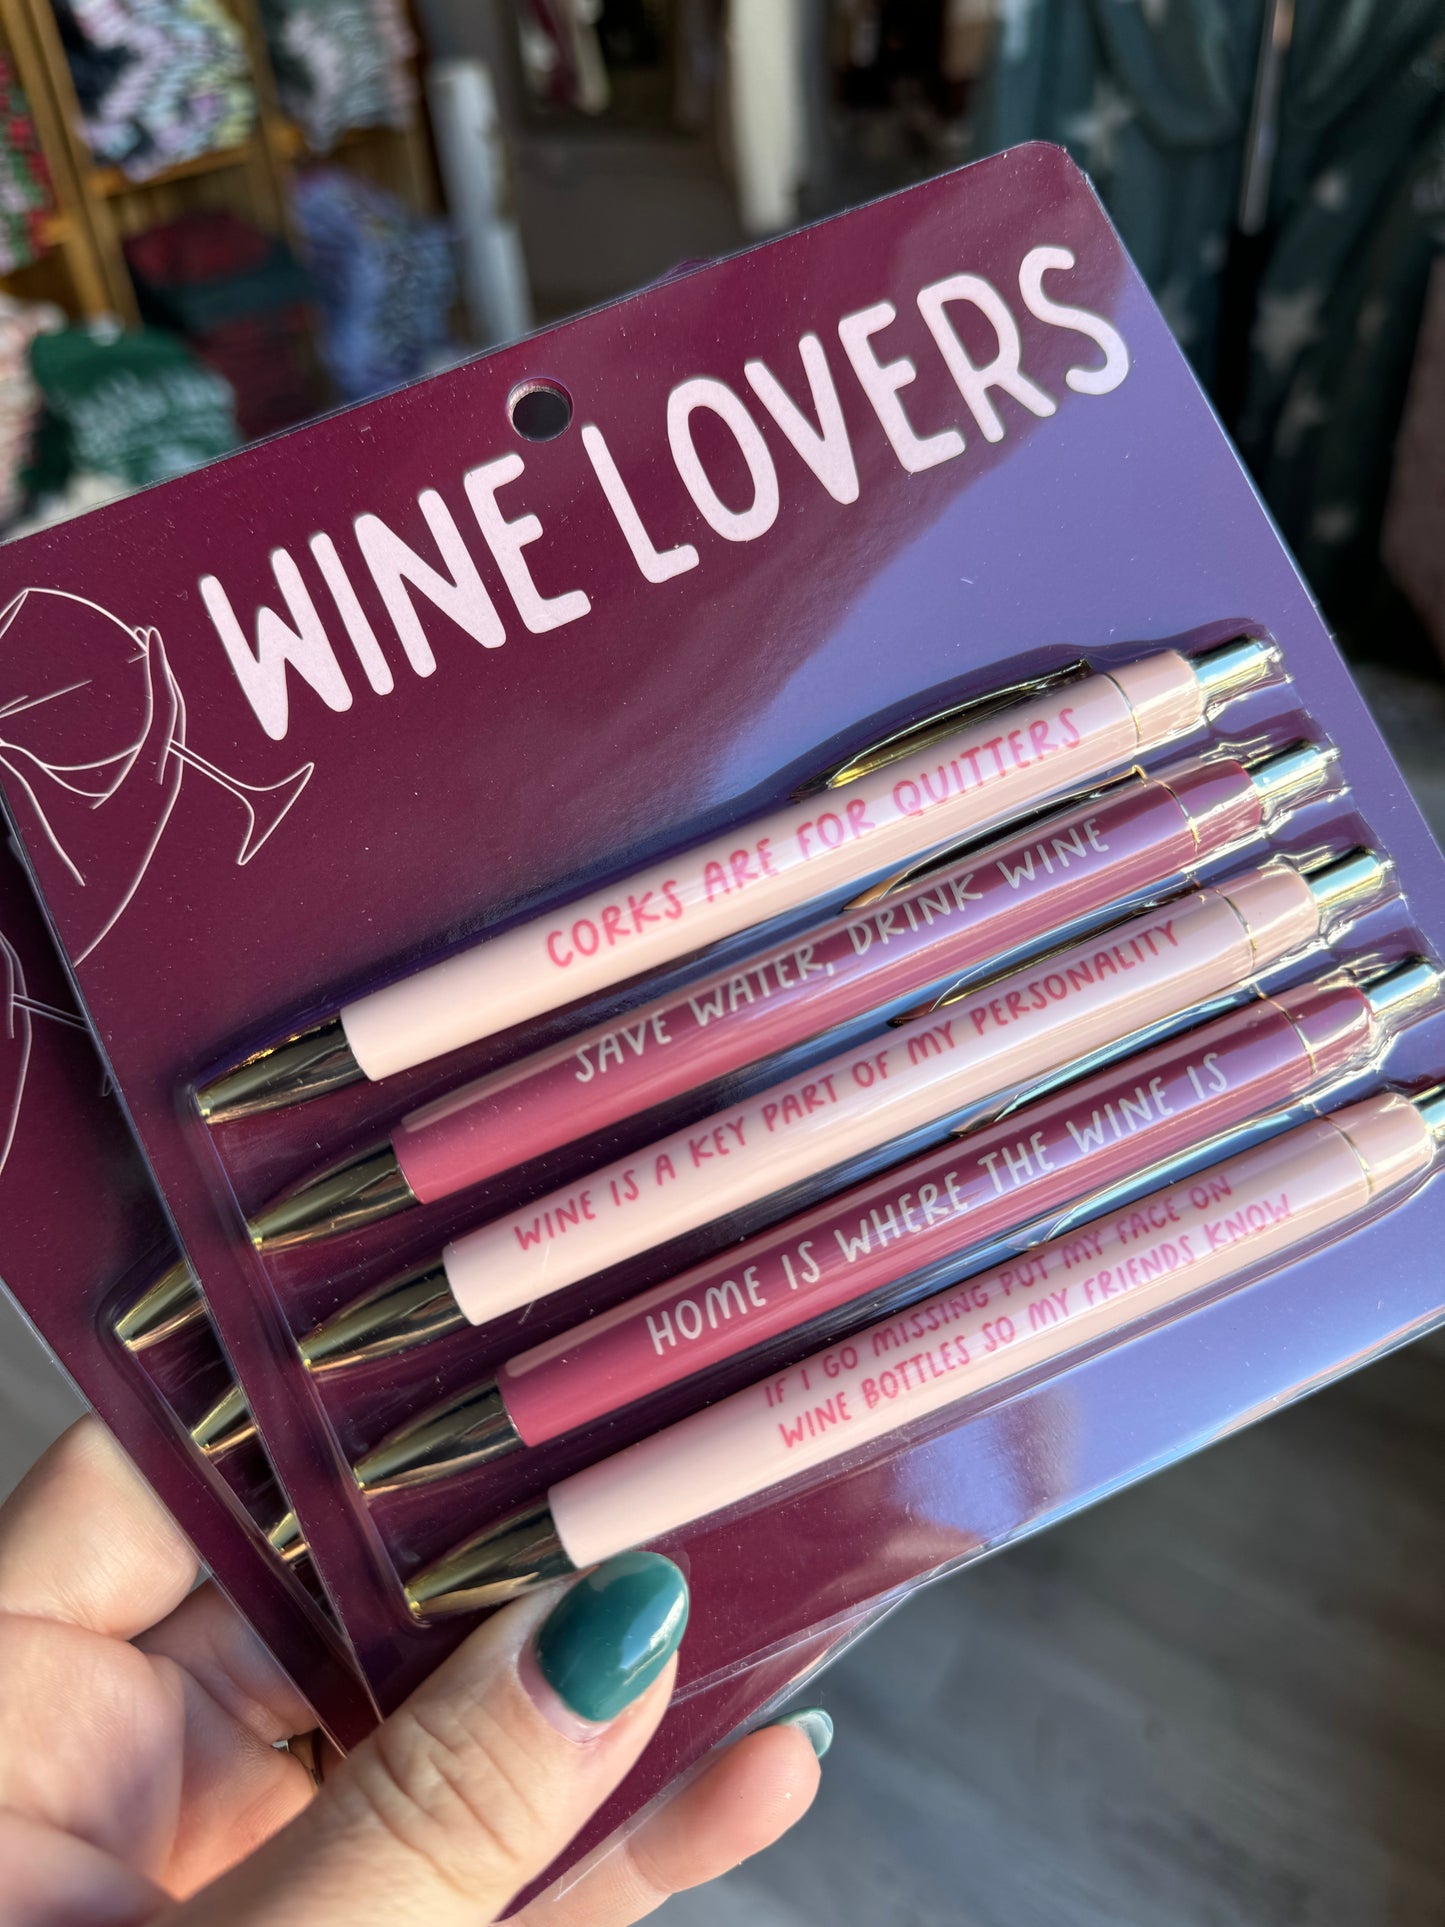 WINE LOVERS
CORKS ARE FOR QUITTERS
SAVE WATER, DRINK WINE
WINE IS A KEY PART OF MY PERSONALITY
HOME IS WHERE THE WINE IS
IF I GO MISSING PUT MY FACE ON
WINE BOTTLES SO MY FRIENDS KNOW